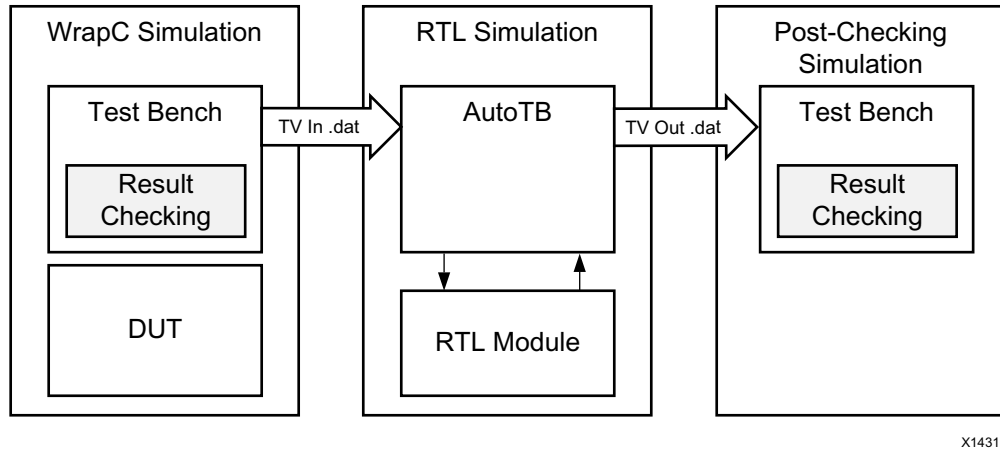 WrapC Simulation
Test Bench
Result
Checking
DUT
TV In .dat
RTL Simulation
AutoTB
RTL Module
TV Out .dat
Post-Checking
Simulation
Test Bench
Result
Checking
X1431